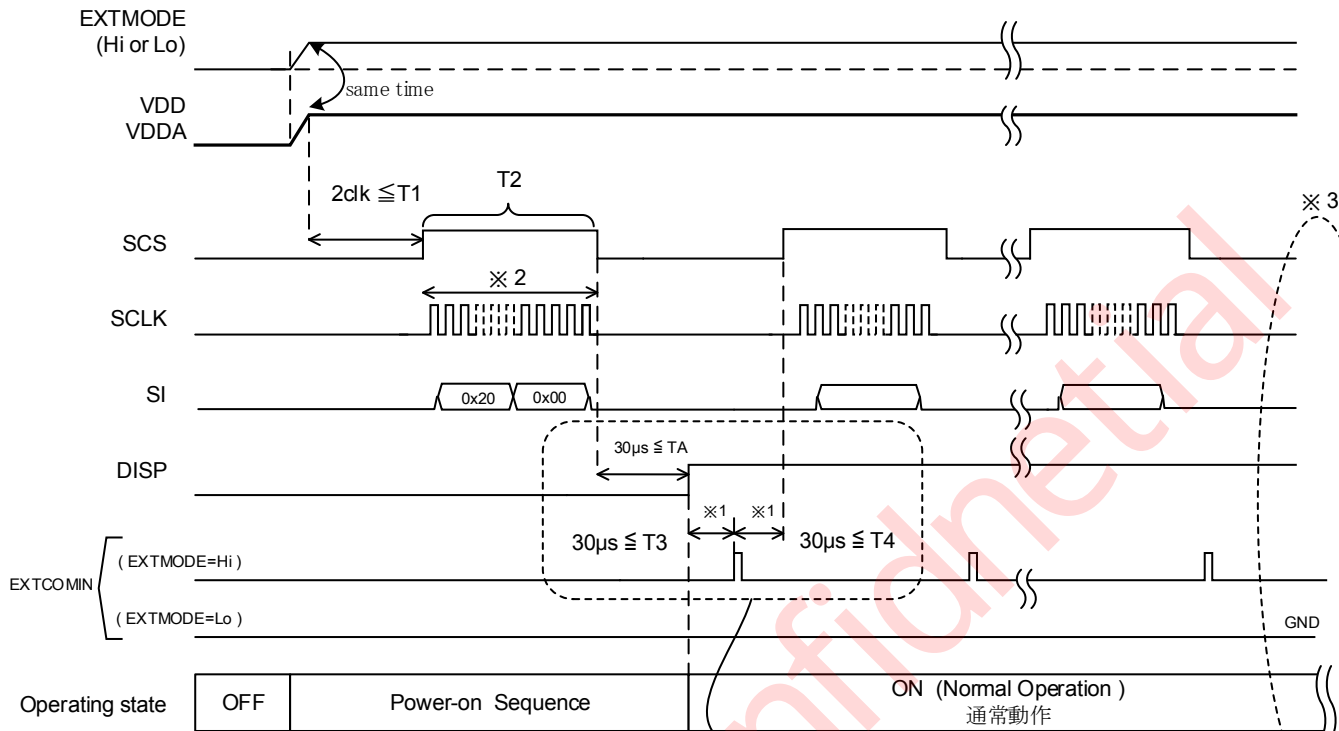 EXTMODE
(Hi or Lo)
same time
VDD
VDDA
2clk ≦T1
T2
※ 3
SCS
※ 2
SCLK
SI
0x20
0x00
30µs ≦ TA
DISP
※1
※1
30µs ≦ T3
30µs ≦ T4
EXTCOMIN
( EXTMODE=Hi )
( EXTMODE=Lo )
GND
Operating state
OFF
Power-on Sequence
ON (Normal Operation )
通常動作
nfidnetial